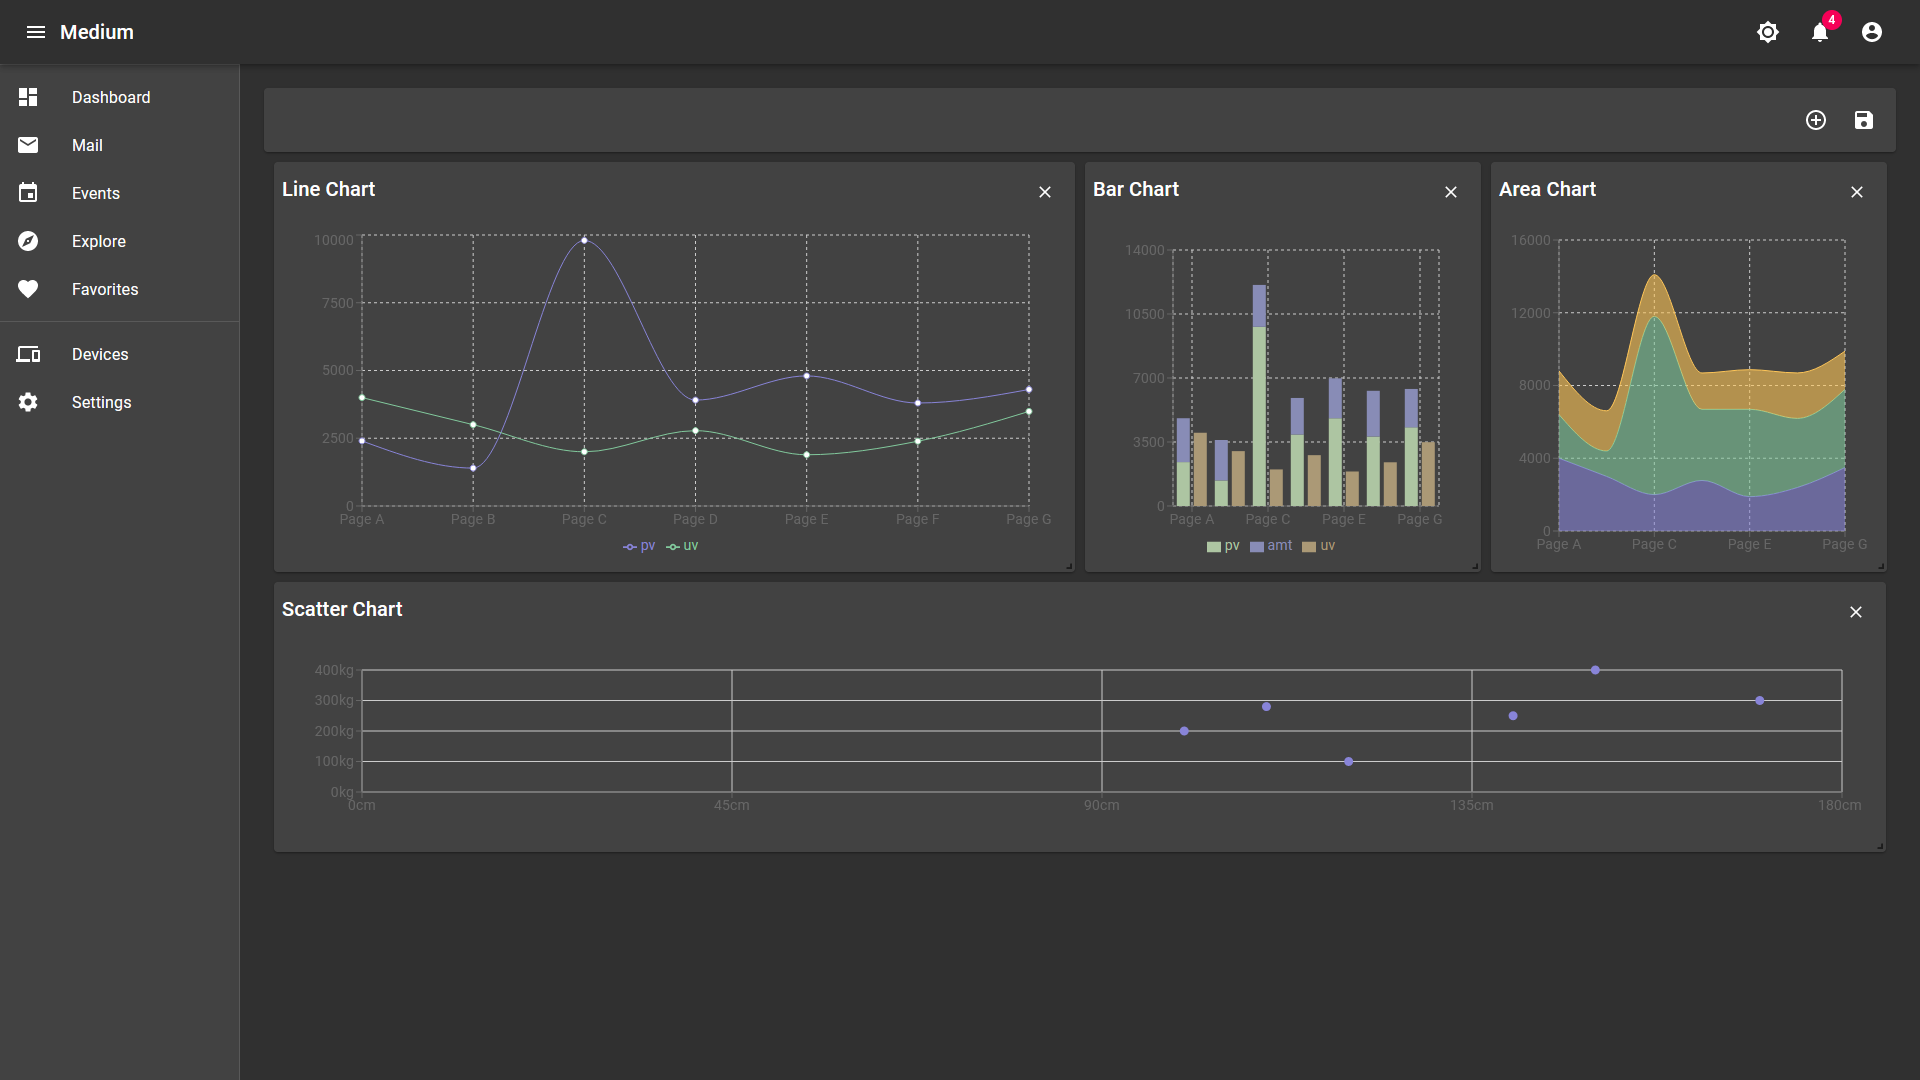 Medium
4
Dashboard
Mail
Events
Explore
Favorites
Devices
Settings
Line Chart
10000
7500
5000
2500
0
Page A Page B Page C Page D Page E Page F Page G
pv uv
Bar Chart
14000
10500
7000
3500
0
Page A Page C Page E Page G
pv amt uv
Area Chart
16000
12000
8000
4000
0
Page A Page C Page E Page G
Scatter Chart
400kg
300kg
200kg
100kg
0kg
0cm 45cm 90cm 135cm 180cm